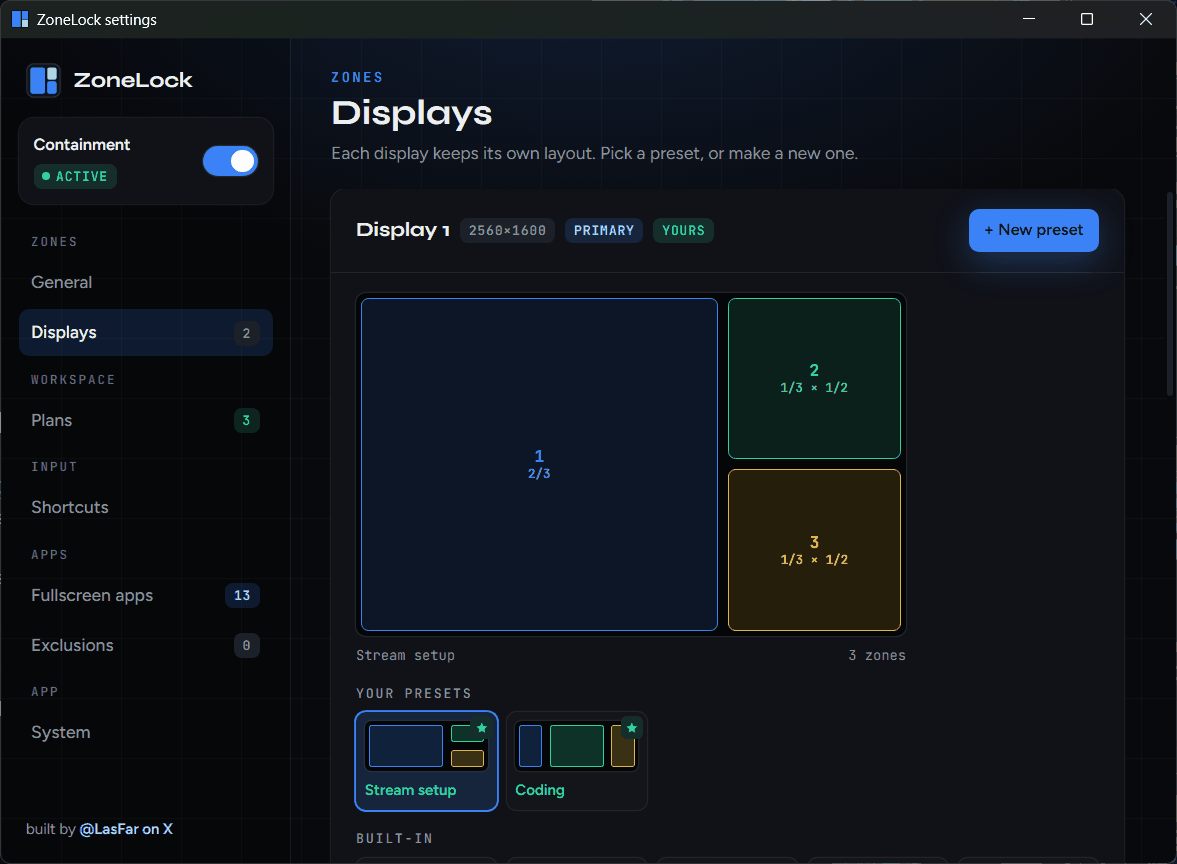 ZoneLock settings
ZoneLock
Containment
ACTIVE
ZONES
General
Displays 2
WORKSPACE
Plans 3
INPUT
Shortcuts
APPS
Fullscreen apps 13
Exclusions 0
APP
System
built by @LasFar on X
ZONES
Displays
Each display keeps its own layout. Pick a preset, or make a new one.
Display 1 2560×1600 PRIMARY YOURS + New preset
1
2/3
2
1/3 × 1/2
3
1/3 × 1/2
Stream setup 3 zones
YOUR PRESETS
Stream setup Coding
BUILT-IN